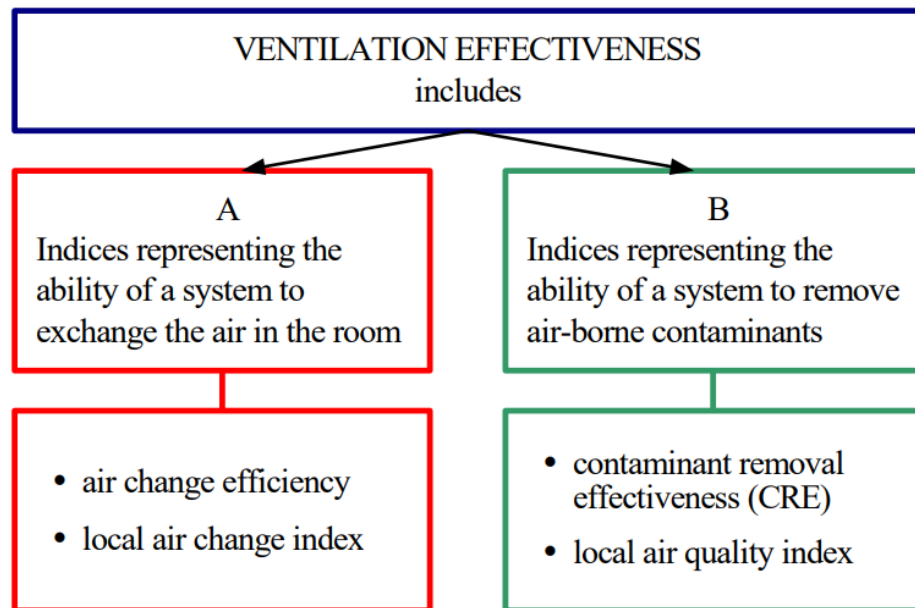 VENTILATION EFFECTIVENESS
includes
A
Indices representing the
ability of a system to
exchange the air in the room
B
Indices representing the
ability of a system to remove
air-borne contaminants
• air change efficiency
• local air change index
• contaminant removal
effectiveness (CRE)
• local air quality index